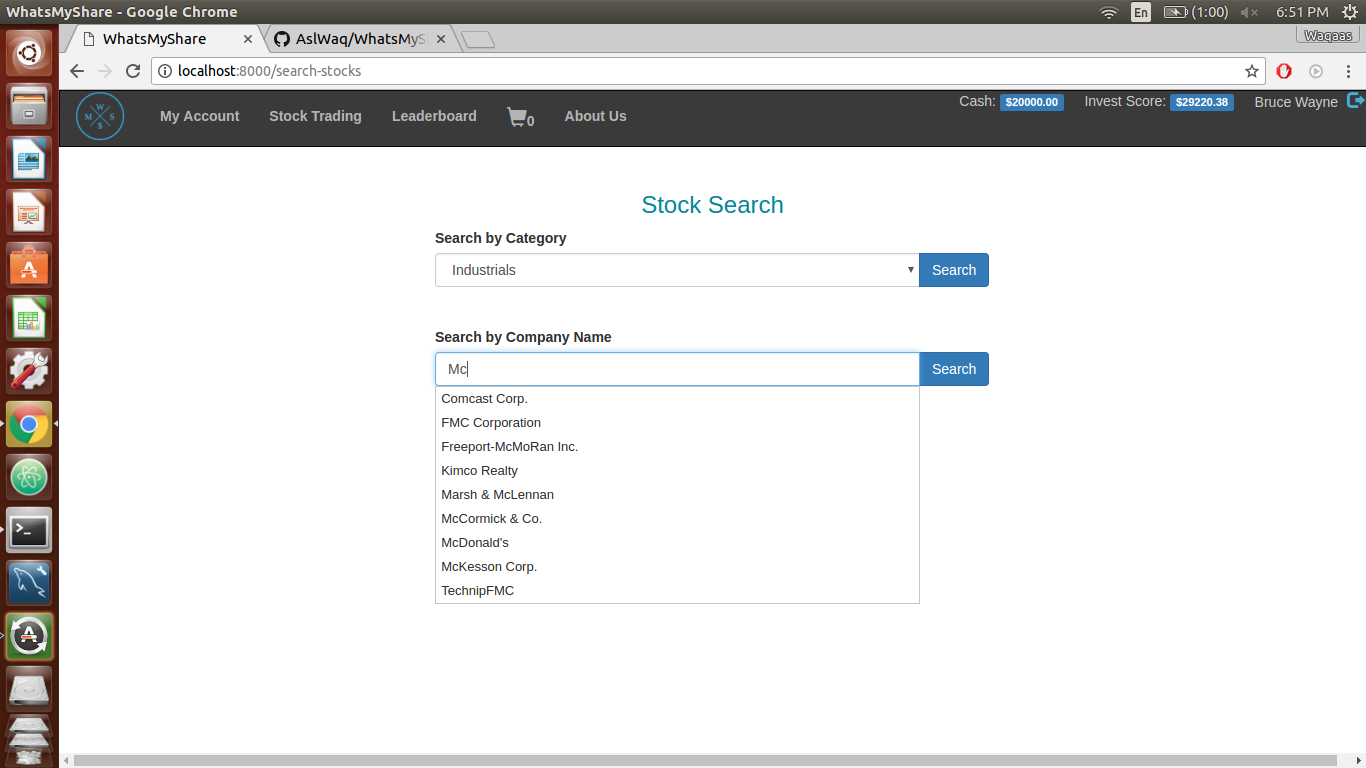 WhatsMyShare - Google Chrome
En (1:00) 6:51 PM
WhatsMyShare AslWaq/WhatsMyS Waqaas
localhost:8000/search-stocks
W M S $ My Account Stock Trading Leaderboard 0 About Us Cash: $20000.00 Invest Score: $29220.38 Bruce Wayne
Stock Search
Search by Category
Industrials Search
Search by Company Name
Mc Search
Comcast Corp.
FMC Corporation
Freeport-McMoRan Inc.
Kimco Realty
Marsh & McLennan
McCormick & Co.
McDonald's
McKesson Corp.
TechnipFMC